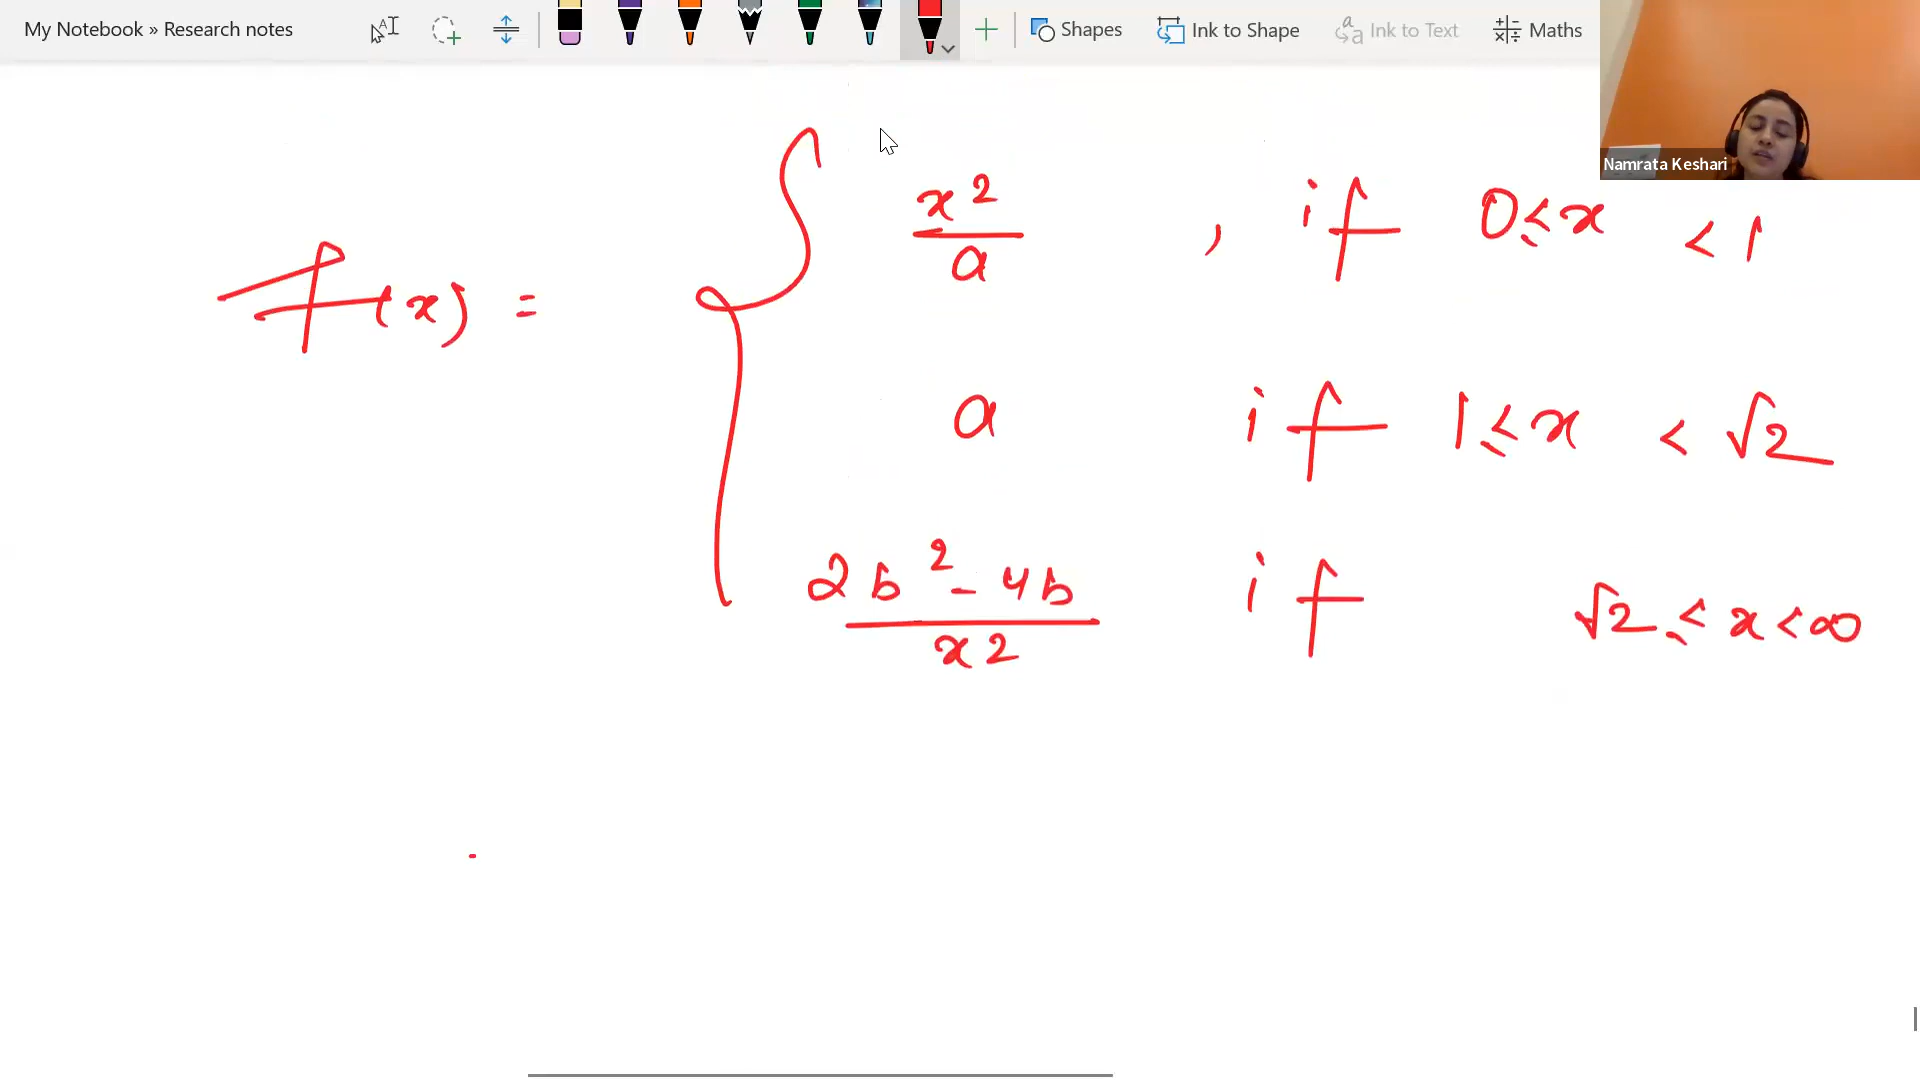 My Notebook » Research notes
Shapes Ink to Shape Ink to Text Maths
Namrata Keshari
f(x) = { x²/a , if 0 ≤ x < 1
a if 1 ≤ x < √2
2b² - 4b / x2 if √2 ≤ x < ∞